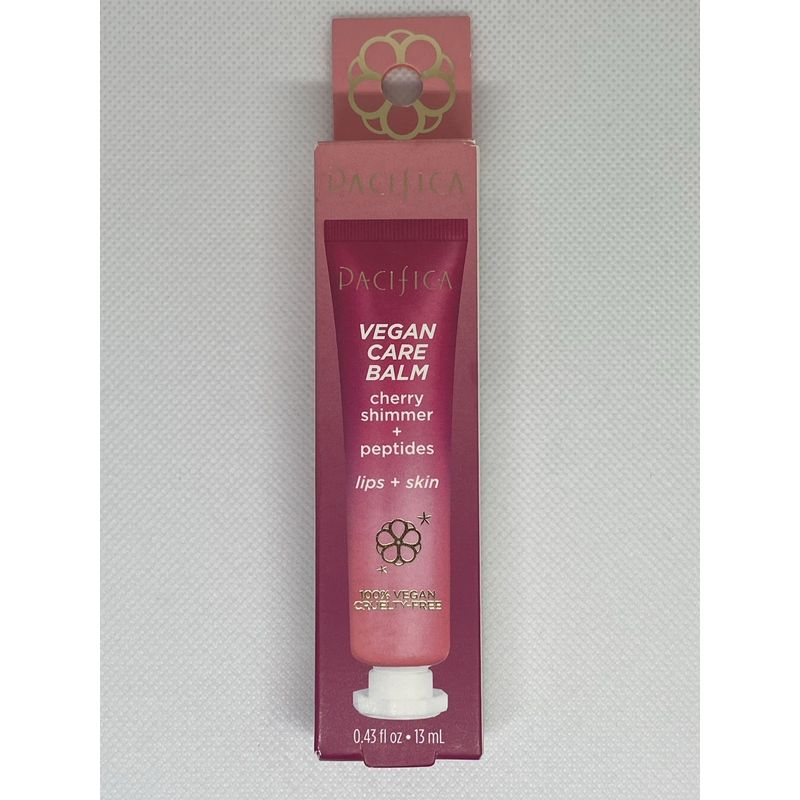 PACIFICA
PACIFICA
VEGAN
CARE
BALM
cherry
shimmer
+
peptides
lips + skin
100% VEGAN
CRUELTY-FREE
0.43 fl oz • 13 mL